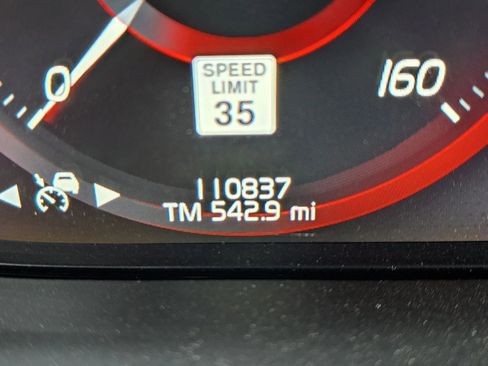 0
160
SPEED
LIMIT
35
110837
TM 542.9 mi